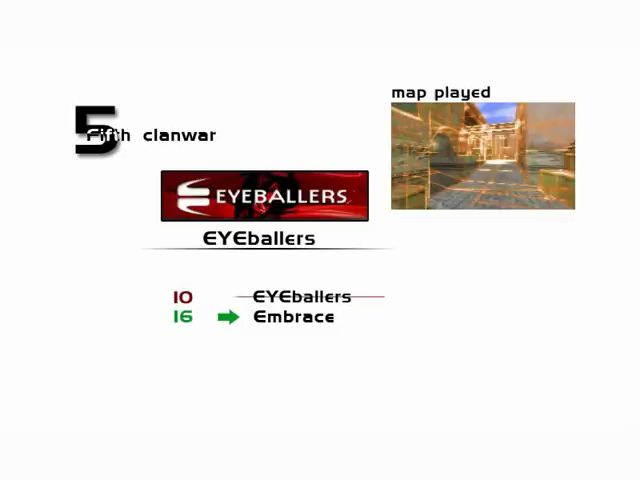 map played
5
Fifth clanwar
EYEBALLERS
EYEballers
10 EYEballers
16 Embrace